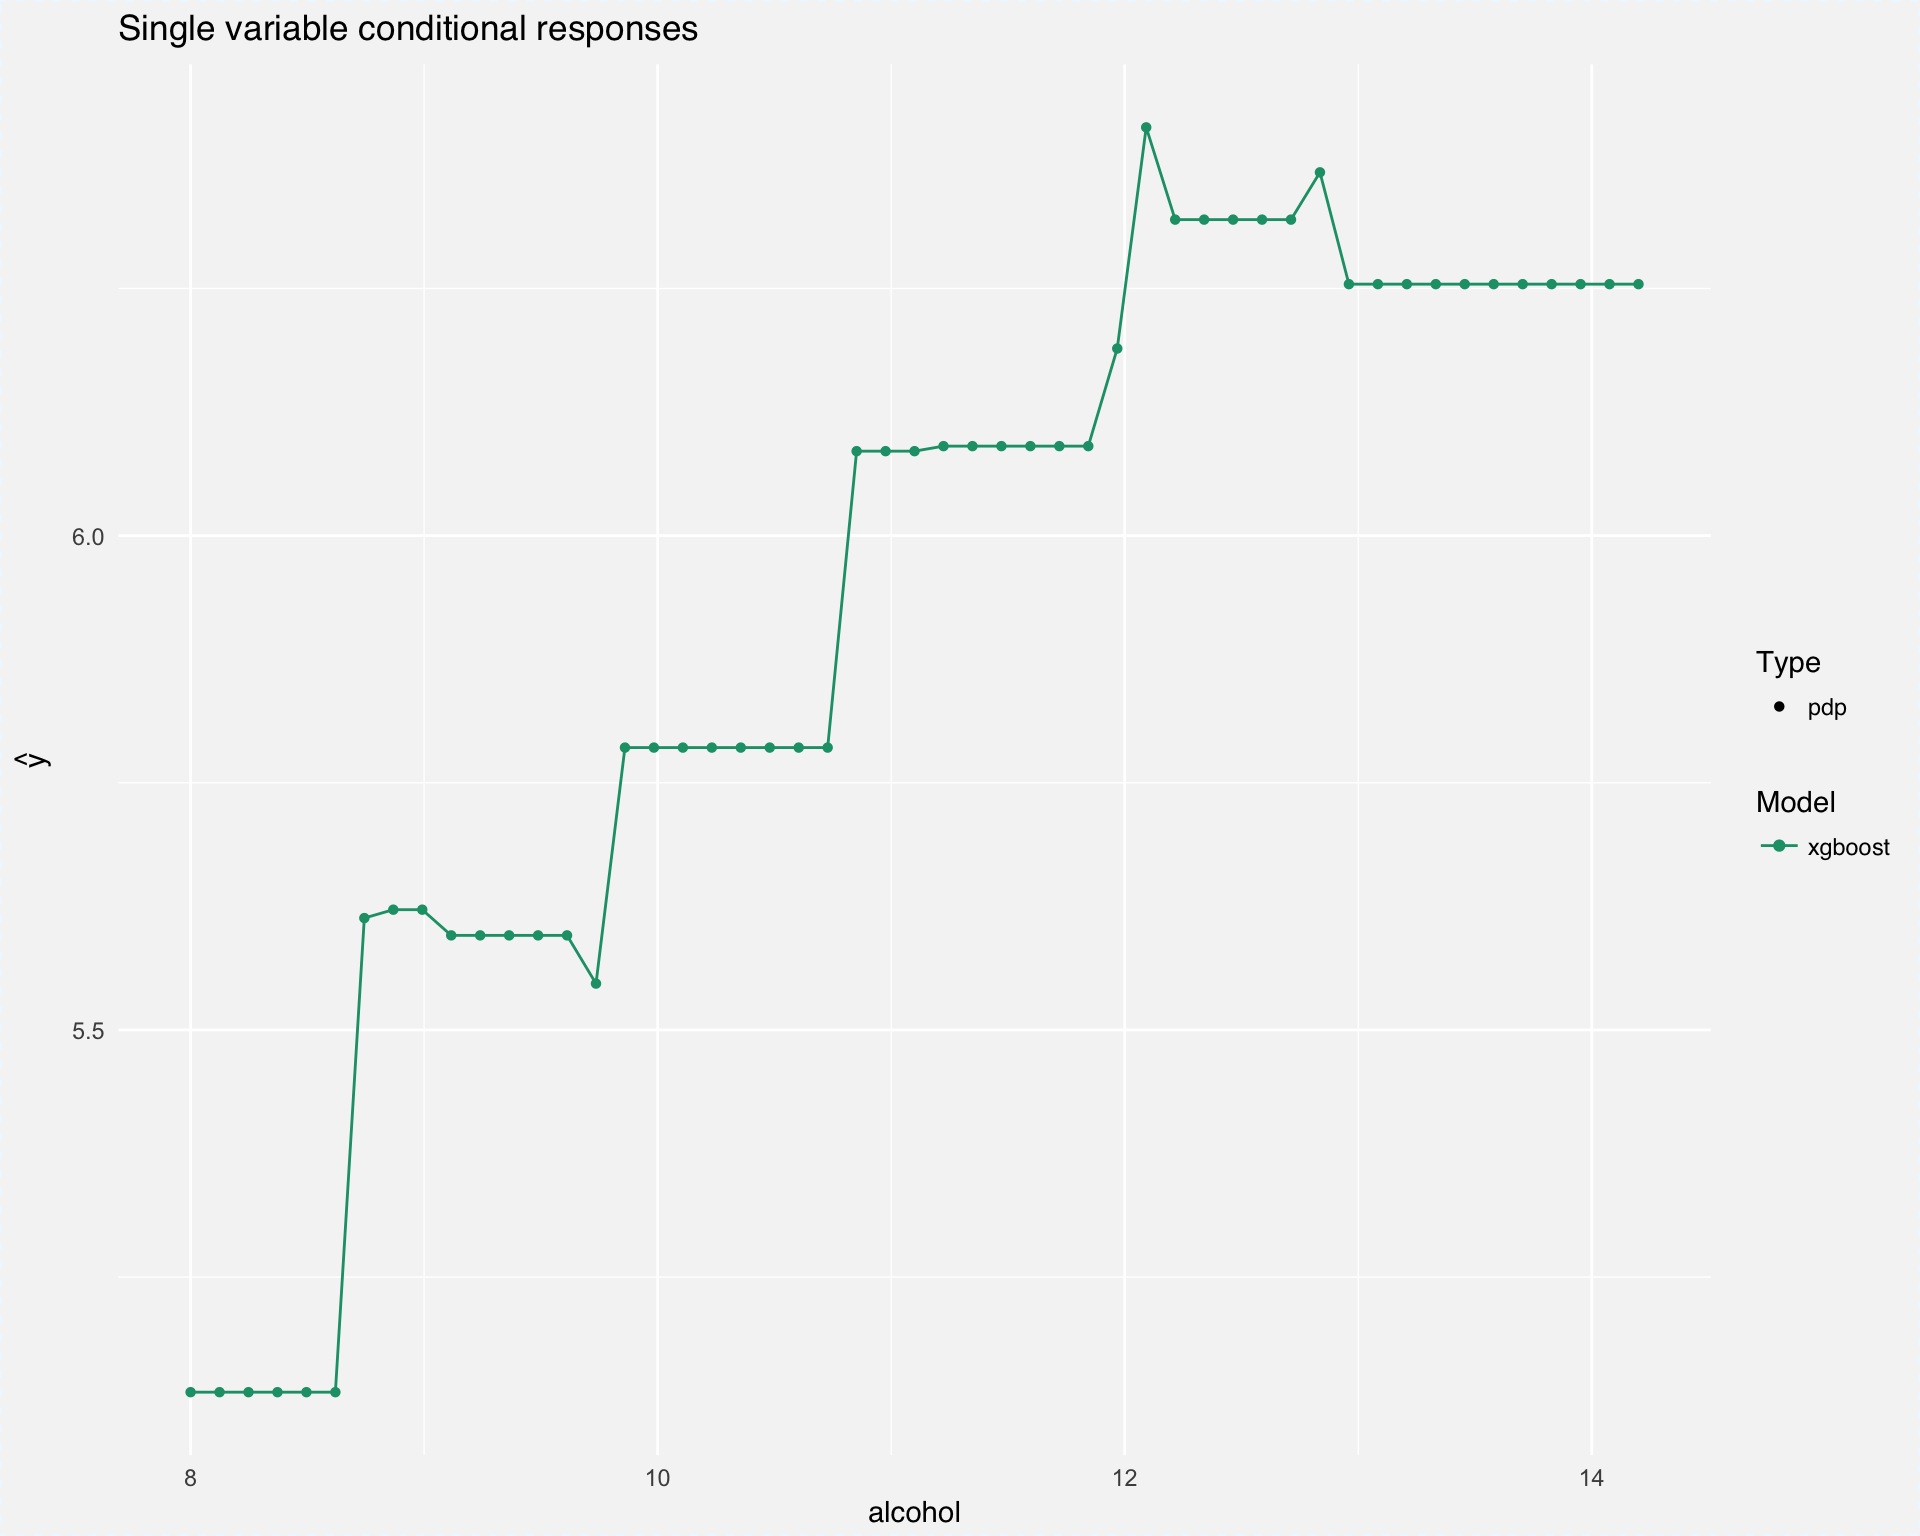 Single variable conditional responses
6.0
5.5
ŷ
8 10 12 14
alcohol
Type
pdp
Model
xgboost